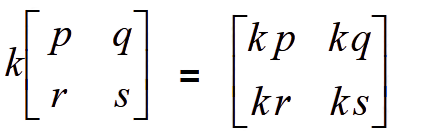 k[p q
r s] = [kp kq
kr ks]